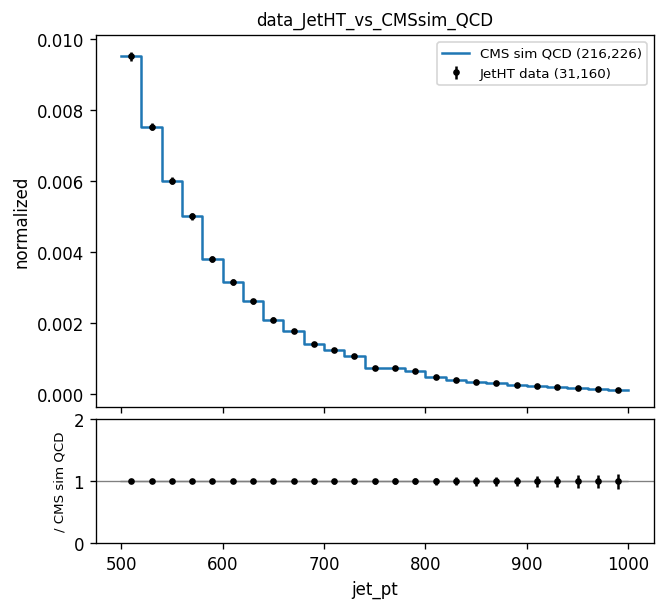 data_JetHT_vs_CMSsim_QCD
CMS sim QCD (216,226)
JetHT data (31,160)
normalized
0.010
0.008
0.006
0.004
0.002
0.000
/ CMS sim QCD
2
1
0
500 600 700 800 900 1000
jet_pt